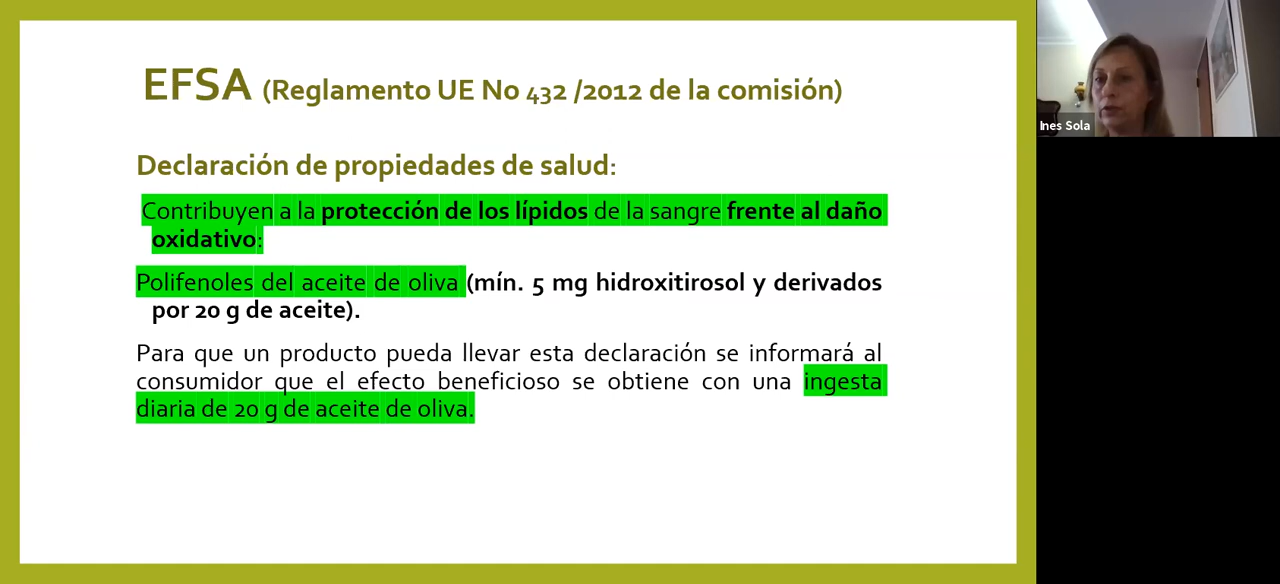 EFSA (Reglamento UE No 432 /2012 de la comisión)
Declaración de propiedades de salud:
Contribuyen a la protección de los lípidos de la sangre frente al daño
oxidativo:
Polifenoles del aceite de oliva (mín. 5 mg hidroxitirosol y derivados
por 20 g de aceite).
Para que un producto pueda llevar esta declaración se informará al
consumidor que el efecto beneficioso se obtiene con una ingesta
diaria de 20 g de aceite de oliva.
Ines Sola